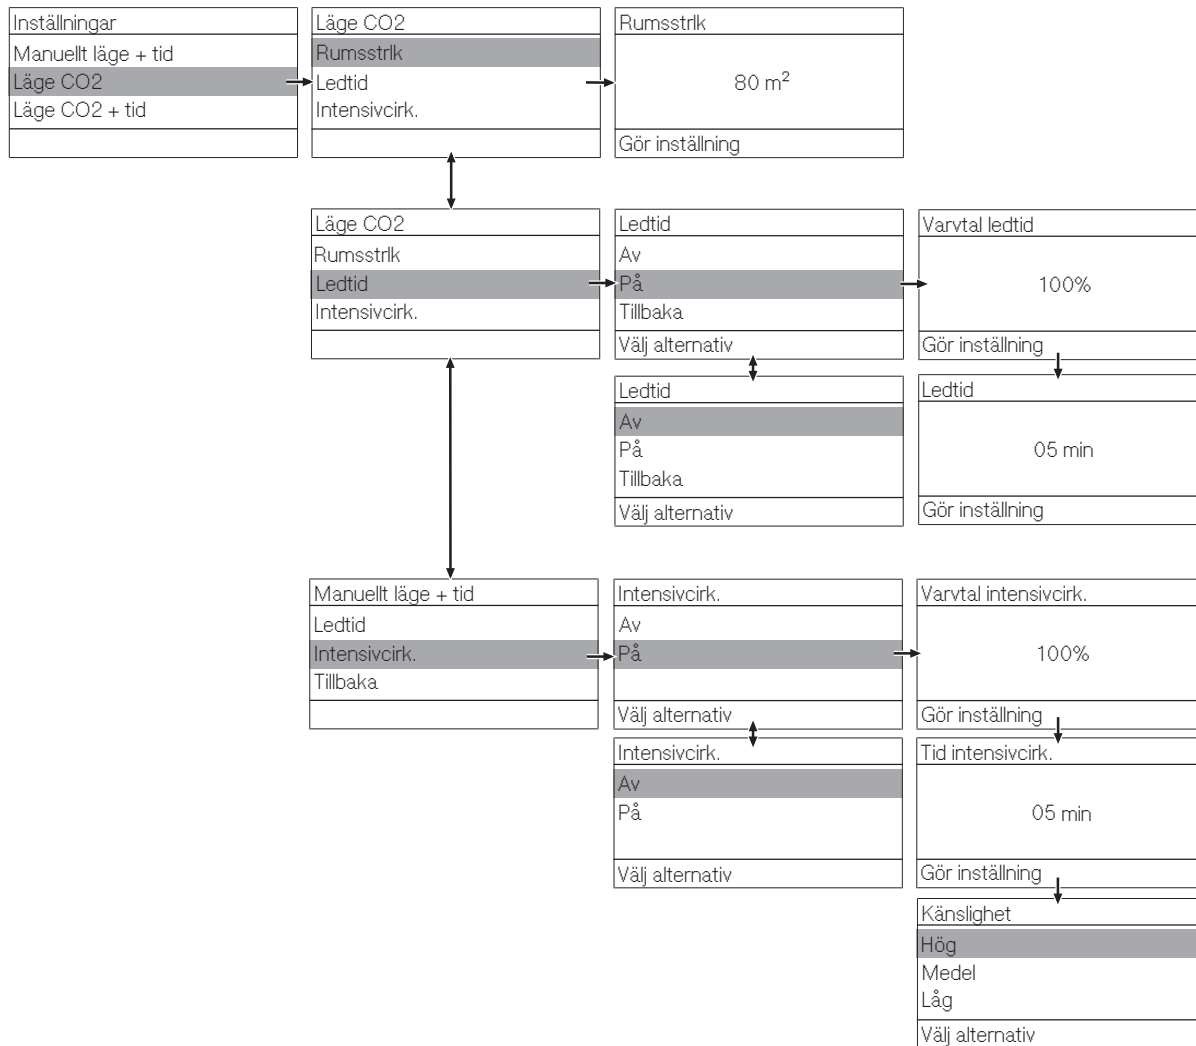 Inställningar
Manuellt läge + tid
Läge CO2
Läge CO2 + tid
Läge CO2
Rumsstrlk
Ledtid
Intensivcirk.
Rumsstrlk
80 m²
Gör inställning
Läge CO2
Rumsstrlk
Ledtid
Intensivcirk.
Ledtid
Av
På
Tillbaka
Välj alternativ
Varvtal ledtid
100%
Gör inställning
Ledtid
Av
På
Tillbaka
Välj alternativ
Ledtid
05 min
Gör inställning
Manuellt läge + tid
Ledtid
Intensivcirk.
Tillbaka
Intensivcirk.
Av
På
Välj alternativ
Varvtal intensivcirk.
100%
Gör inställning
Intensivcirk.
Av
På
Välj alternativ
Tid intensivcirk.
05 min
Gör inställning
Känslighet
Hög
Medel
Låg
Välj alternativ